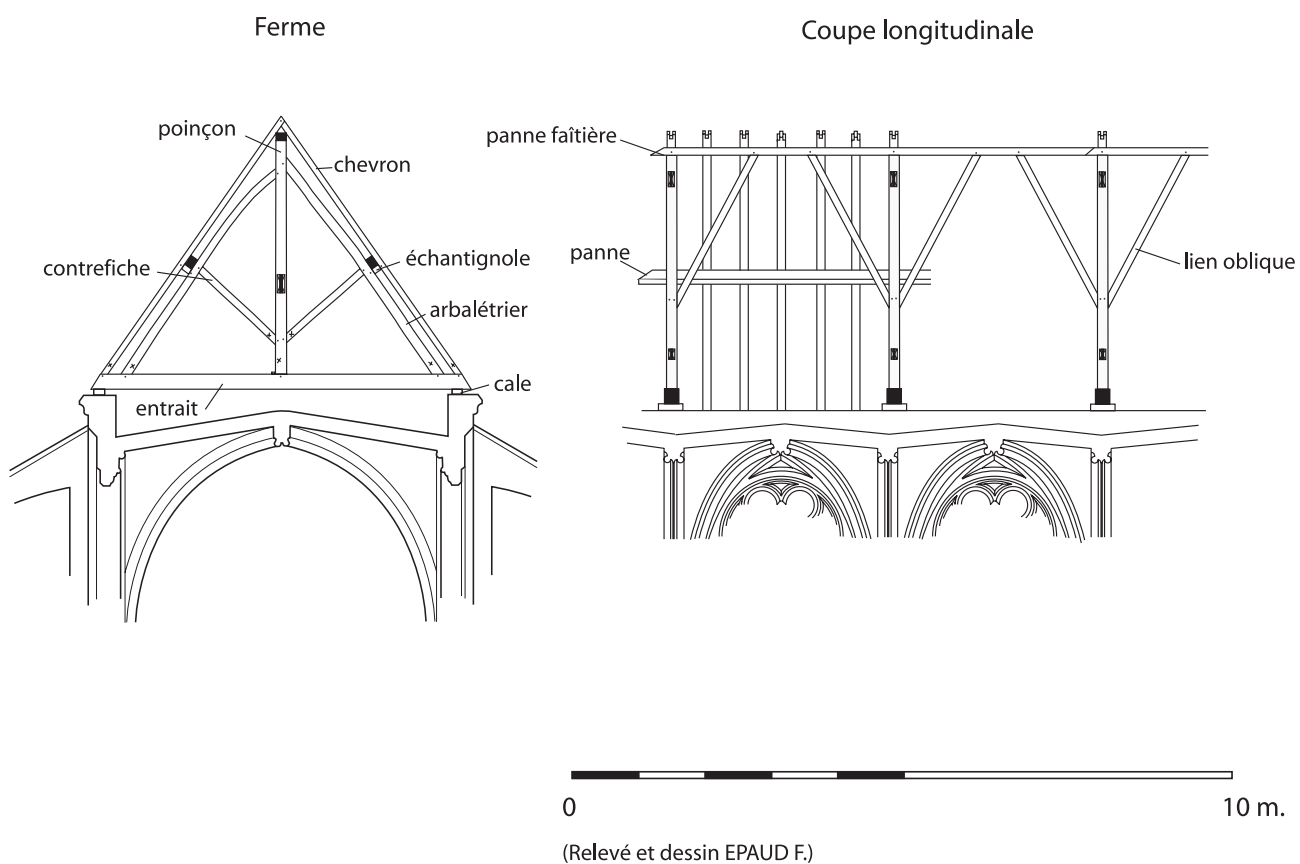 Ferme
Coupe longitudinale
poinçon
chevron
contrefiche
échantignole
arbalétrier
cale
entrait
panne faîtière
panne
lien oblique
0
10 m.
(Relevé et dessin EPAUD F.)